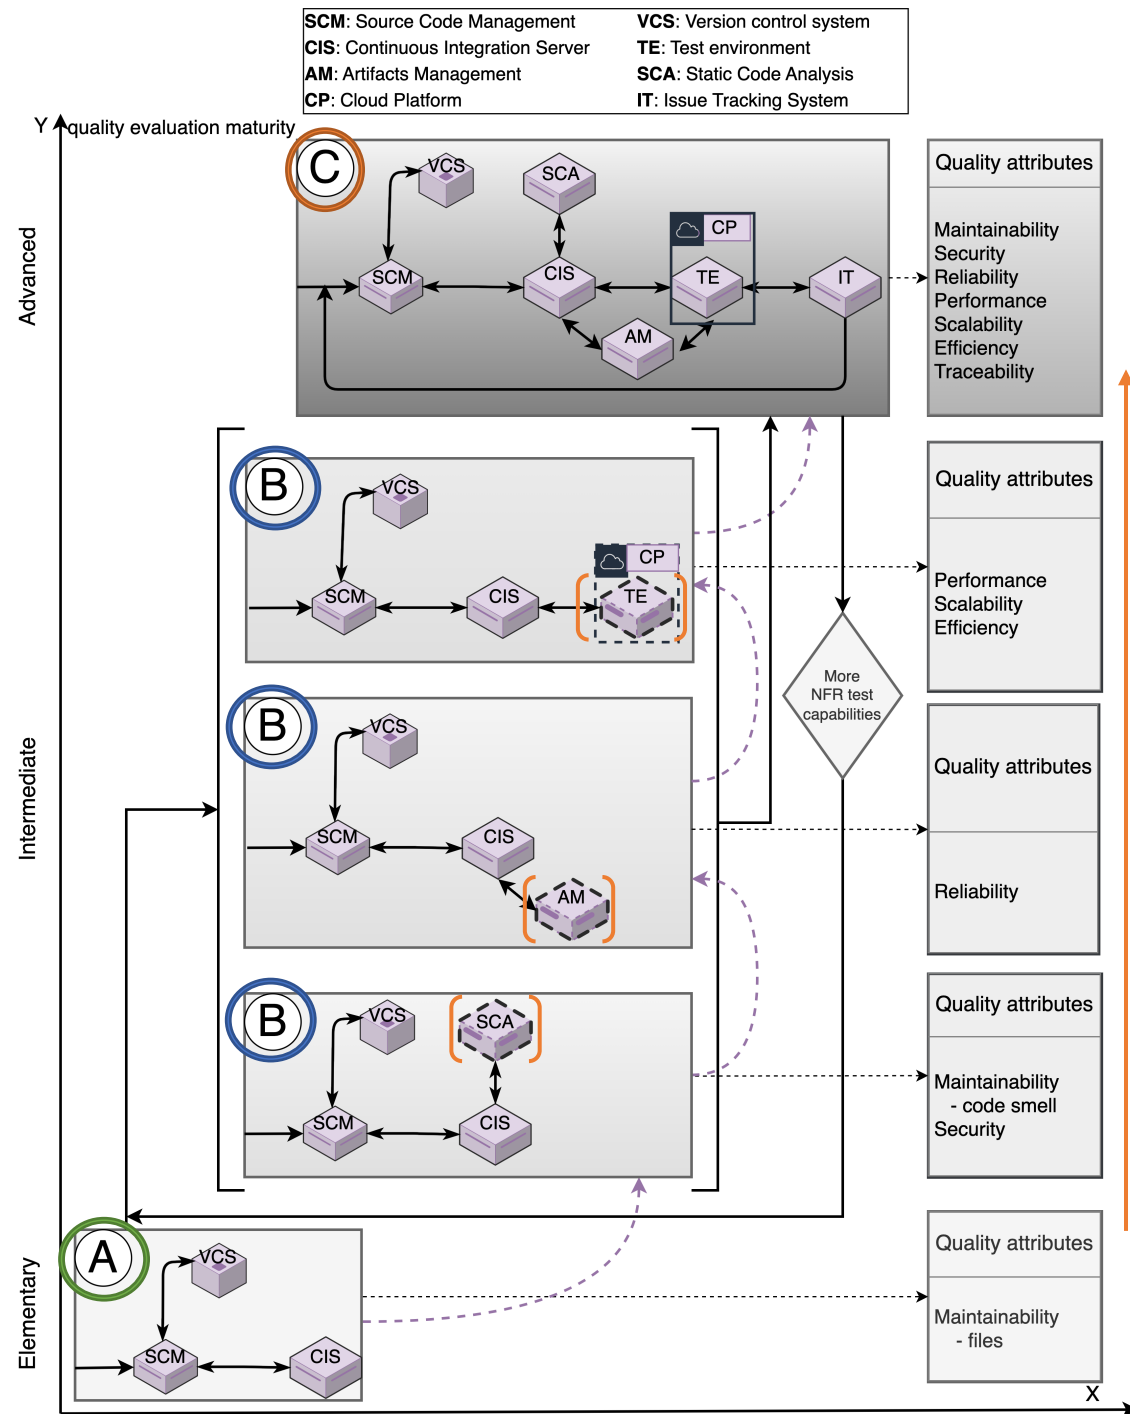 SCM: Source Code Management
VCS: Version control system
CIS: Continuous Integration Server
TE: Test environment
AM: Artifacts Management
SCA: Static Code Analysis
CP: Cloud Platform
IT: Issue Tracking System
Y
quality evaluation maturity
Advanced
C
VCS
SCA
CP
SCM
CIS
TE
IT
AM
Quality attributes
Maintainability
Security
Reliability
Performance
Scalability
Efficiency
Traceability
Intermediate
B
VCS
CP
SCM
CIS
TE
Quality attributes
Performance
Scalability
Efficiency
More
NFR test
capabilities
B
VCS
SCM
CIS
AM
Quality attributes
Reliability
B
VCS
SCA
SCM
CIS
Quality attributes
Maintainability
- code smell
Security
Elementary
A
VCS
SCM
CIS
Quality attributes
Maintainability
- files
X